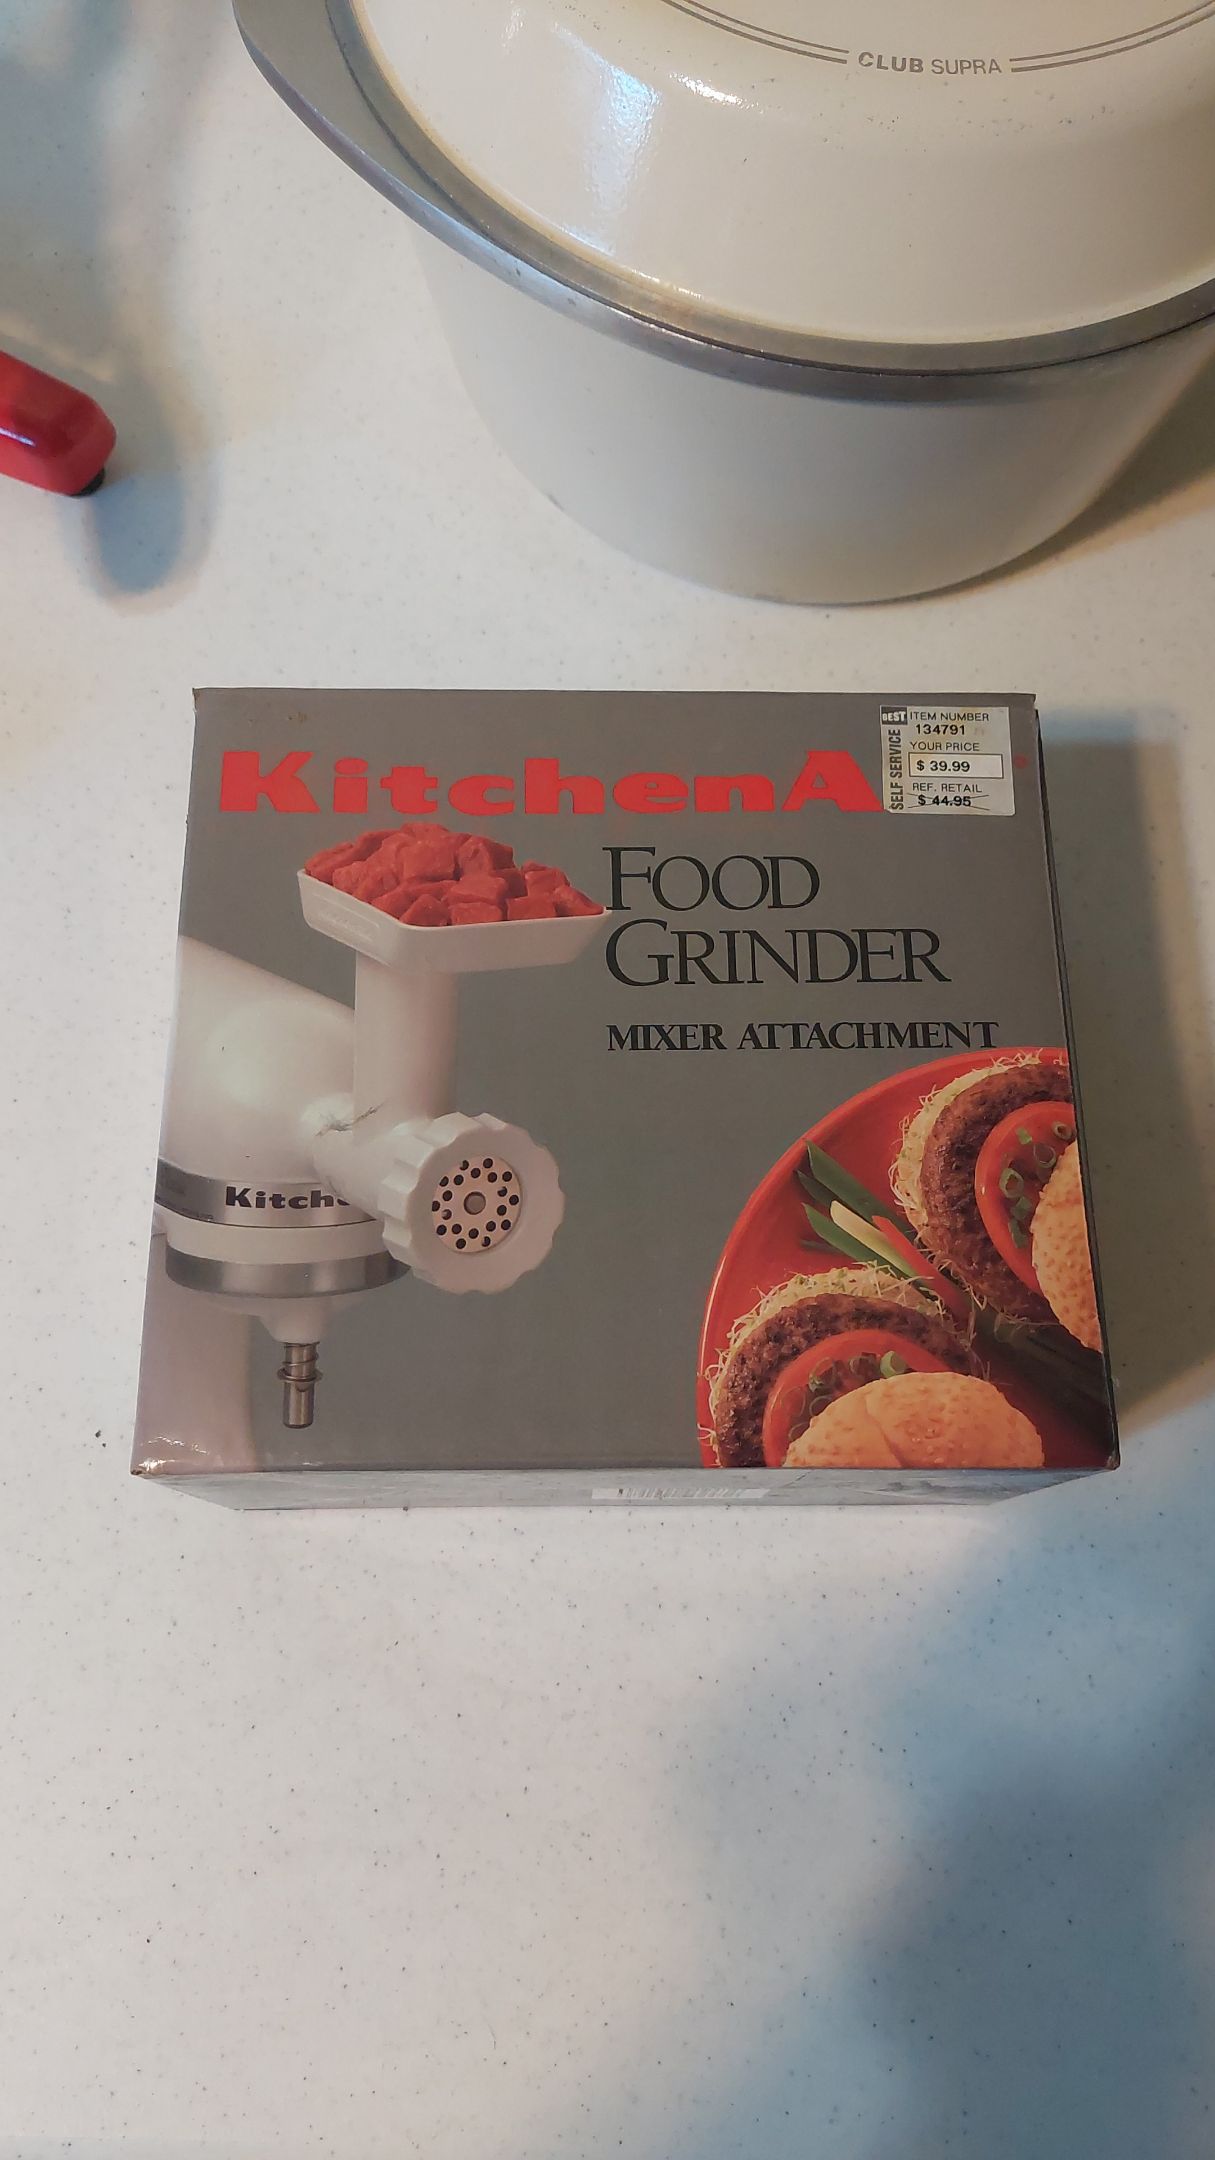 CLUB SUPRA
KitchenA
BEST
SELF SERVICE
ITEM NUMBER
134791
YOUR PRICE
$ 39.99
REF. RETAIL
$ 44.95
FOOD
GRINDER
MIXER ATTACHMENT
Kitche